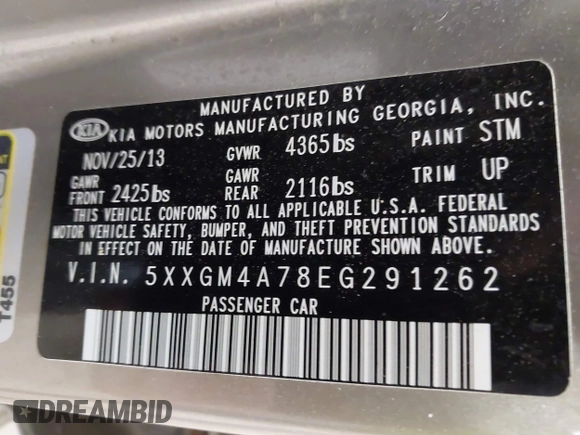 MANUFACTURED BY
KIA KIA MOTORS MANUFACTURING GEORGIA, INC.
NOV/25/13 GVWR 4365lbs PAINT STM
GAWR FRONT 2425lbs GAWR REAR 2116lbs TRIM UP
THIS VEHICLE CONFORMS TO ALL APPLICABLE U.S.A. FEDERAL
MOTOR VEHICLE SAFETY, BUMPER, AND THEFT PREVENTION STANDARDS
IN EFFECT ON THE DATE OF MANUFACTURE SHOWN ABOVE.
V.I.N. 5XXGM4A78EG291262
PASSENGER CAR
T455
DREAMBID